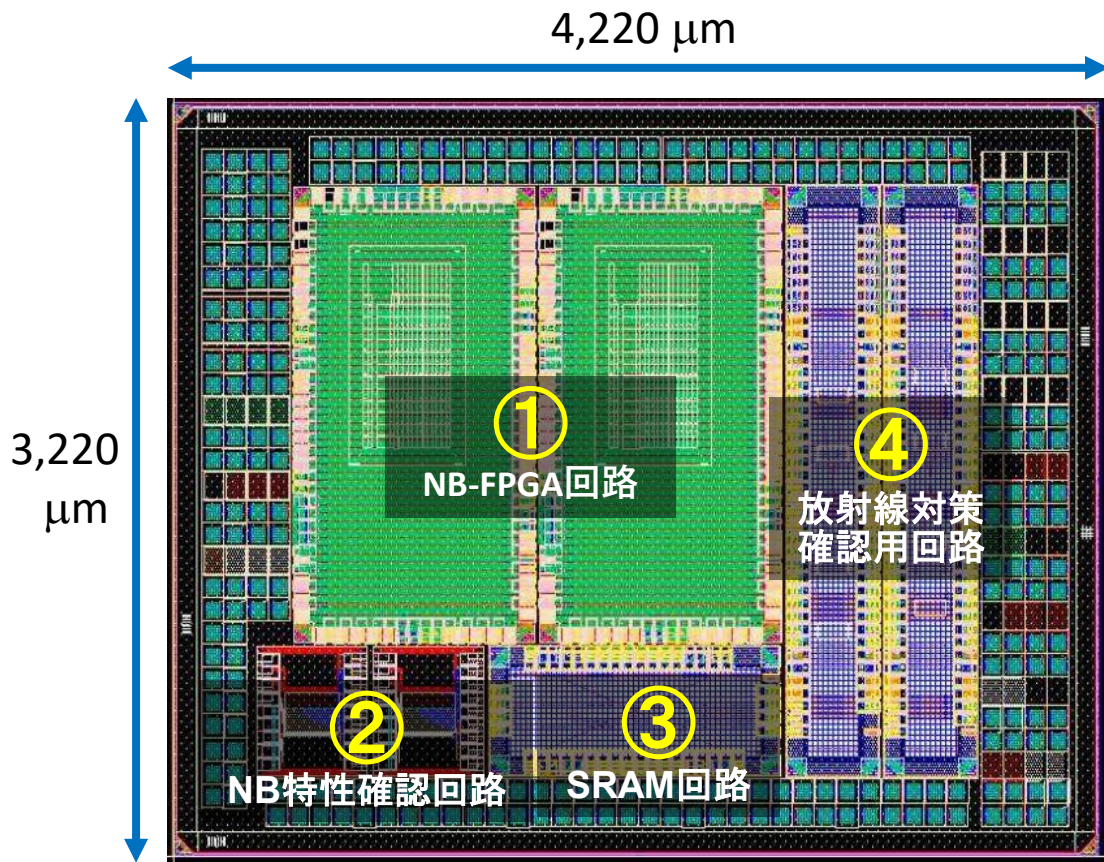 4,220 μm
3,220
μm
①
NB-FPGA回路
④
放射線対策
確認用回路
②
NB特性確認回路
③
SRAM回路